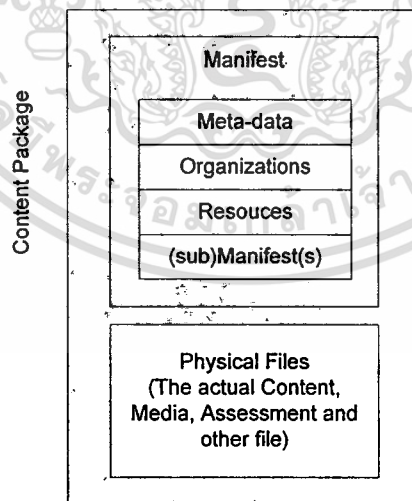 Content Package
Manifest
Meta-data
Organizations
Resouces
(sub)Manifest(s)
Physical Files
(The actual Content,
Media, Assessment and
other file)